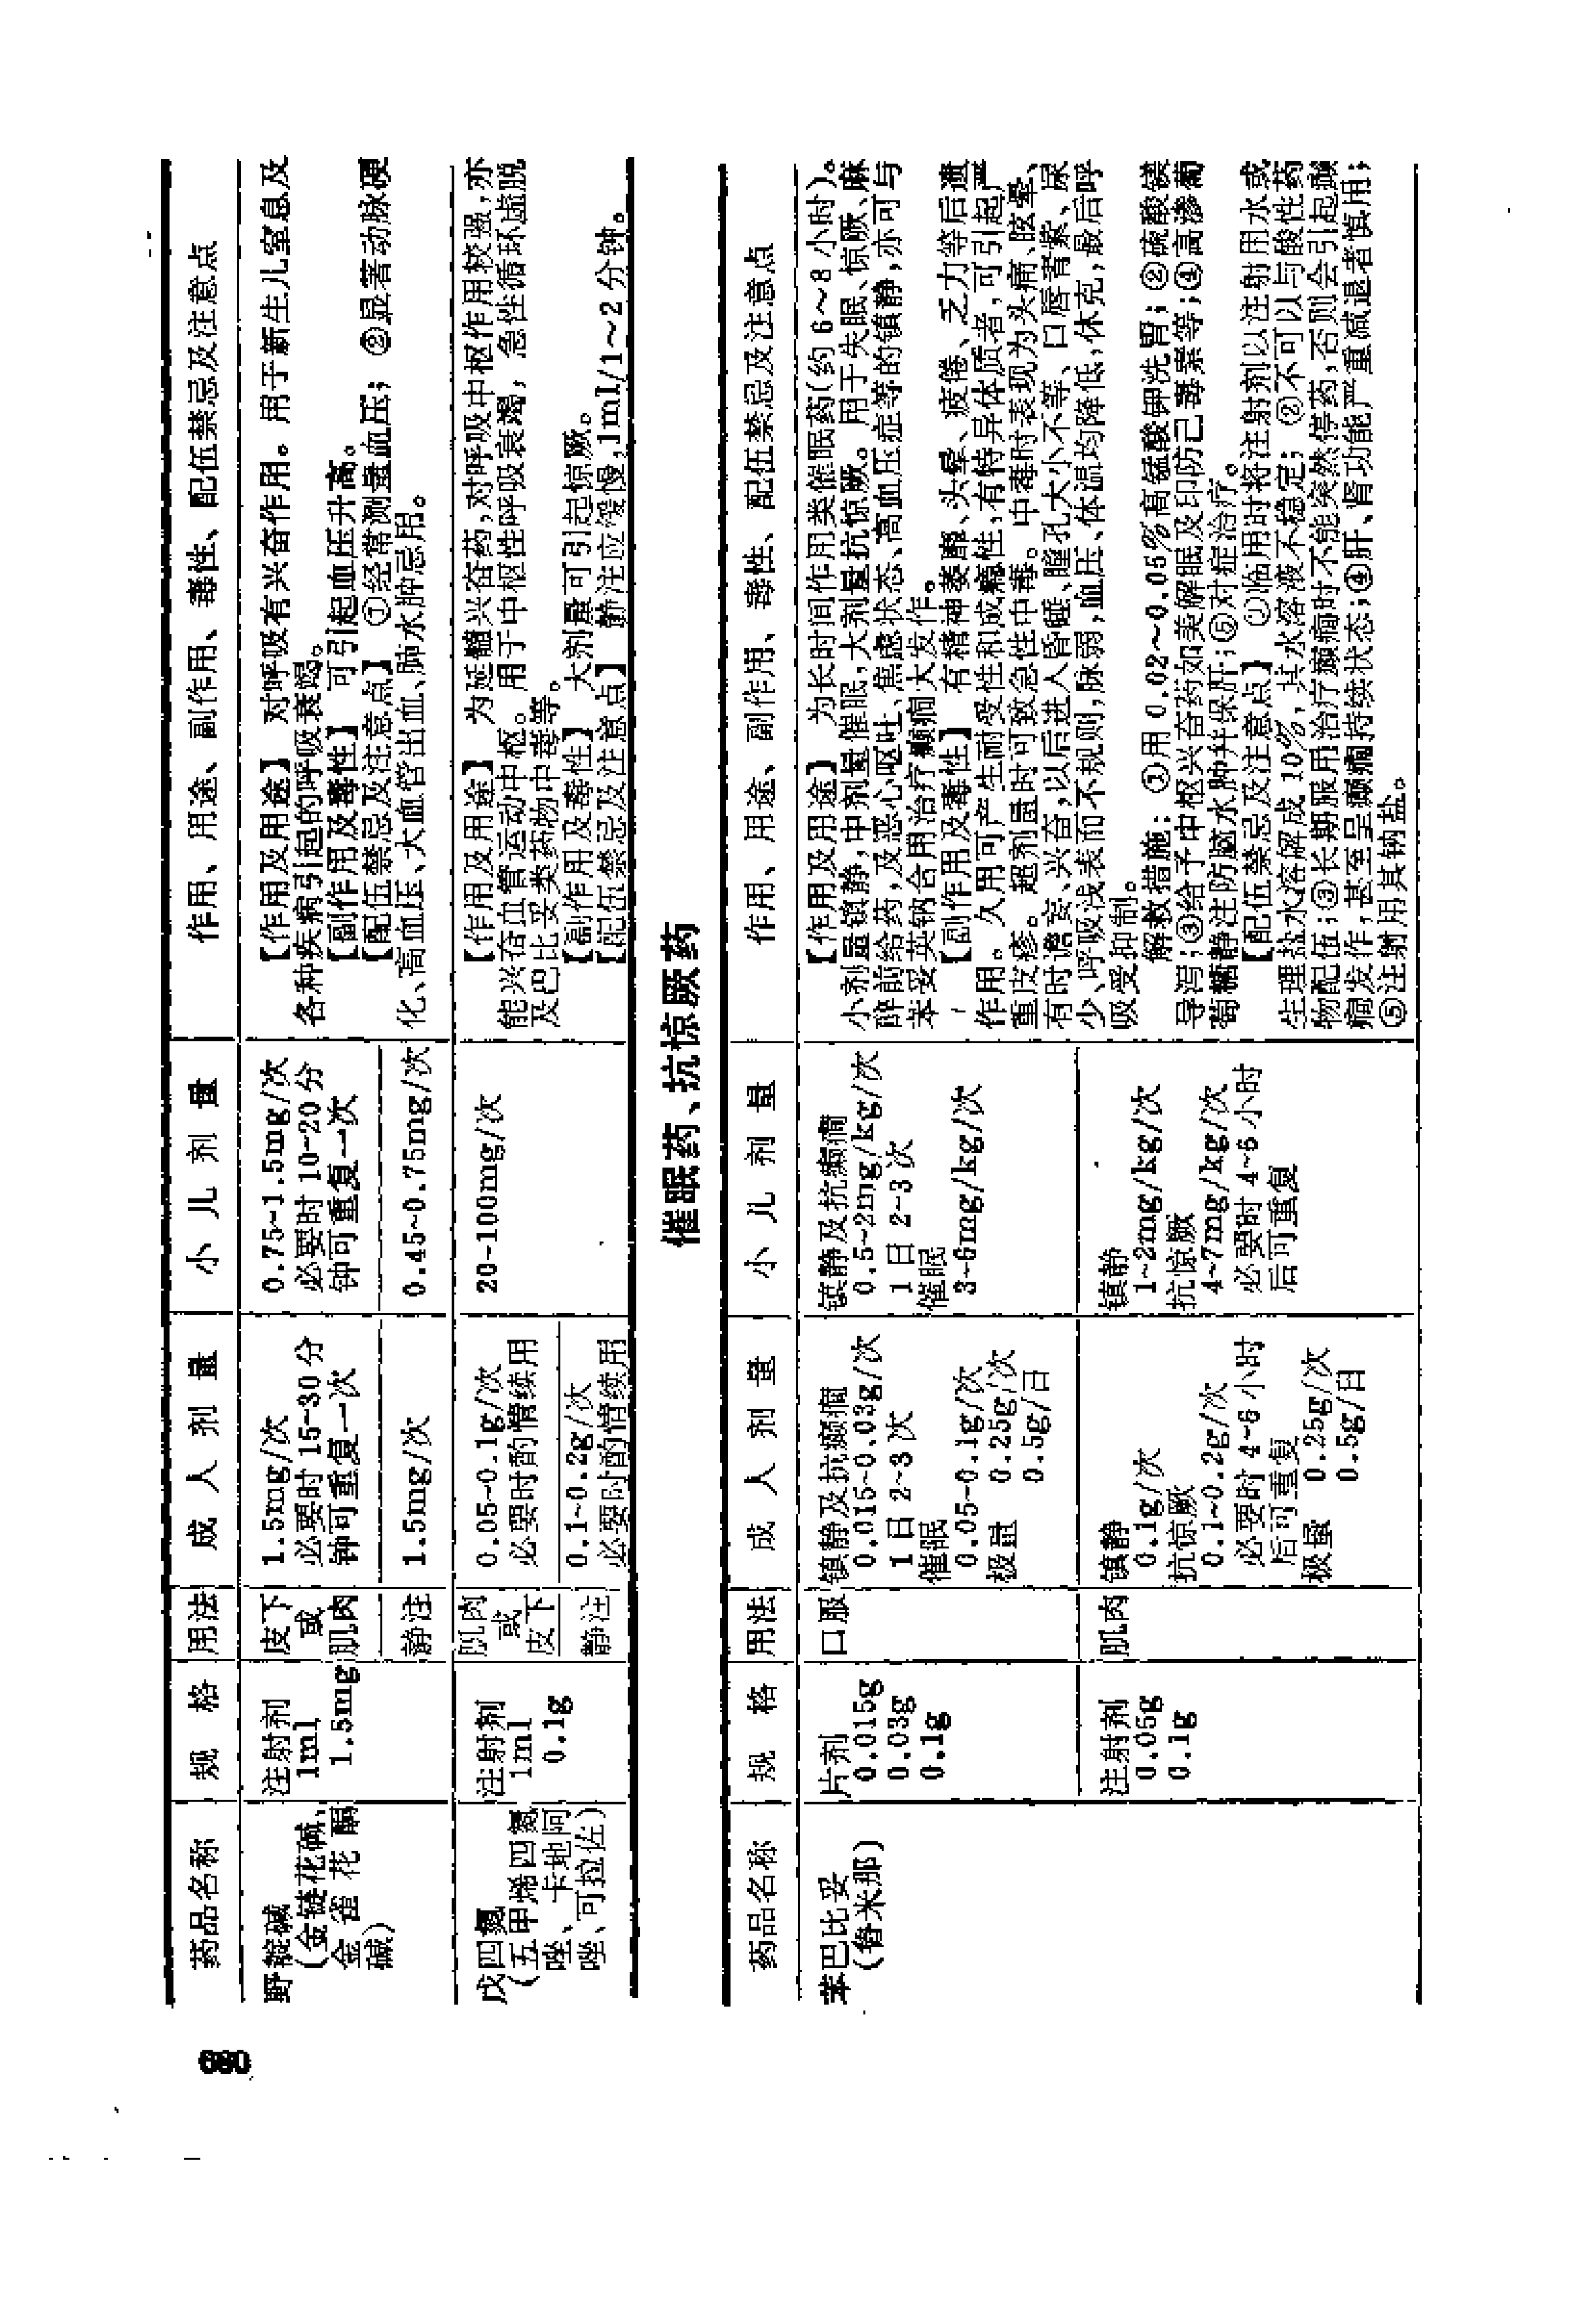 680
药品名称 规格 用法 成人剂量 小儿剂量 作用、用途、副作用、毒性、配伍禁忌及注意点
野靛碱
(金链花碱、
金雀花酮
碱)
注射剂
1ml
1.5mg
皮下
或
肌肉
1.5mg/次
必要时15~30分
钟可重复一次
0.75~1.5mg/次
必要时10~20分
钟可重复一次
静注
1.5mg/次
0.45~0.75mg/次
【作用及用途】 对呼吸有兴奋作用。用于新生儿窒息及
各种疾病引起的呼吸衰竭。
【副作用及毒性】 可引起血压升高。
【配伍禁忌及注意点】 ①经常测量血压；②显著动脉硬
化、高血压、大血管出血、肺水肿忌用。
戊四氮
(五甲烯四氮
唑、卡地阿
唑、可拉佐)
注射剂
1ml
0.1g
肌肉
或
皮下
0.05~0.1g/次
必要时酌情续用
20~100mg/次
静注
0.1~0.2g/次
必要时酌情续用
【作用及用途】 为延髓兴奋药,对呼吸中枢作用较强,亦
能兴奋血管运动中枢。用于中枢性呼吸衰竭，急性循环虚脱
及巴比妥类药物中毒等。
【副作用及毒性】 大剂量可引起惊厥。
【配伍禁忌及注意点】 静注应缓慢,1ml/1～2分钟。
催眠药、抗惊厥药
药品名称 规格 用法 成人剂量 小儿剂量 作用、用途、副作用、毒性、配伍禁忌及注意点
苯巴比妥
(鲁米那)
片剂
0.015g
0.03g
0.1g
口服
镇静及抗癫痫
0.015~0.03g/次
1日2~3次
催眠
0.05~0.1g/次
极量 0.25g/次
0.5g/日
镇静及抗癫痫
0.5~2mg/kg/次
1日2~3次
催眠
3~6mg/kg/次
注射剂
0.05g
0.1g
肌肉
镇静
0.1g/次
抗惊厥
0.1~0.2g/次
必要时4~6小时
后可重复
极量 0.25g/次
0.5g/日
镇静
1~2mg/kg/次
抗惊厥
4~7mg/kg/次
必要时4~6小时
后可重复
【作用及用途】 为长时间作用类催眠药(约6～8小时)。
小剂量镇静,中剂量催眠,大剂量抗惊厥。用于失眠、惊厥、麻
醉前给药,及恶心呕吐、焦虑状态、高血压症等的镇静,亦可与
苯妥英钠合用治疗癫痫大发作。
【副作用及毒性】 有精神萎靡、头晕、疲倦、乏力等后遗
作用。久用可产生耐受性和成瘾性,有特异体质者,可引起严
重皮疹。超剂量时可致急性中毒。中毒时表现为头痛、眩晕、
有时谵妄、兴奋,以后进入昏睡、瞳孔大小不等、口唇青紫、尿
少、呼吸浅表而不规则,脉弱,血压、体温均降低,休克,最后呼
吸受抑制。
解救措施：①用0.02～0.05%高锰酸钾洗胃；②硫酸镁
导泻;③给予中枢兴奋药如美解眠及印防己毒素等;④高渗葡
萄糖静注防脑水肿并保肝;⑤对症治疗。
【配伍禁忌及注意点】 ①临用时将注射剂以注射用水或
生理盐水溶解成10%,其水溶液不稳定；②不可以与酸性药
物配伍;③长期服用治疗癫痫时不能突然停药,否则会引起癫
痫发作,甚至呈癫痫持续状态;④肝、肾功能严重减退者慎用;
⑤注射用其钠盐。